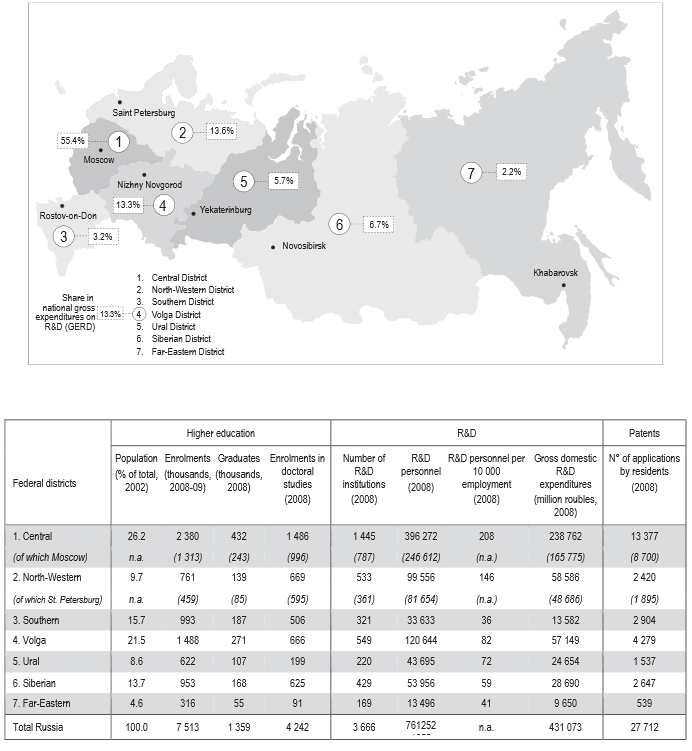 Saint Petersburg
2 13.6%
55.4% 1
Moscow
Nizhny Novgorod
5 5.7%
7 2.2%
13.3% 4
Yekaterinburg
Rostov-on-Don
3 3.2%
6 6.7%
Novosibirsk
Khabarovsk
Share in
national gross
expenditures on
R&D (GERD)
13.3% 4
1. Central District
2. North-Western District
3. Southern District
Volga District
5. Ural District
6. Siberian District
7. Far-Eastern District
Higher education R&D Patents
Federal districts
Population
(% of total,
2002)
Enrolments
(thousands,
2008-09)
Graduates
(thousands,
2008)
Enrolments in
doctoral
studies
(2008)
Number of
R&D
institutions
(2008)
R&D
personnel
(2008)
R&D personnel per
10 000
employment
(2008)
Gross domestic
R&D
expenditures
(million roubles,
2008)
N° of applications
by residents
(2008)
1. Central 26.2 2 380 432 1 486 1 445 396 272 208 238 762 13 377
(of which Moscow) n.a. (1 313) (243) (996) (787) (246 612) (n.a.) (165 775) (8 700)
2. North-Western 9.7 761 139 669 533 99 556 146 58 586 2 420
(of which St. Petersburg) n.a. (459) (85) (595) (361) (81 654) (n.a.) (48 686) (1 895)
3. Southern 15.7 993 187 506 321 33 633 36 13 582 2 904
4. Volga 21.5 1 488 271 666 549 120 644 82 57 149 4 279
5. Ural 8.6 622 107 199 220 43 695 72 24 654 1 537
6. Siberian 13.7 953 168 625 429 53 956 59 28 690 2 647
7. Far-Eastern 4.6 316 55 91 169 13 496 41 9 650 539
Total Russia 100.0 7 513 1 359 4 242 3 666 761252 n.a. 431 073 27 712